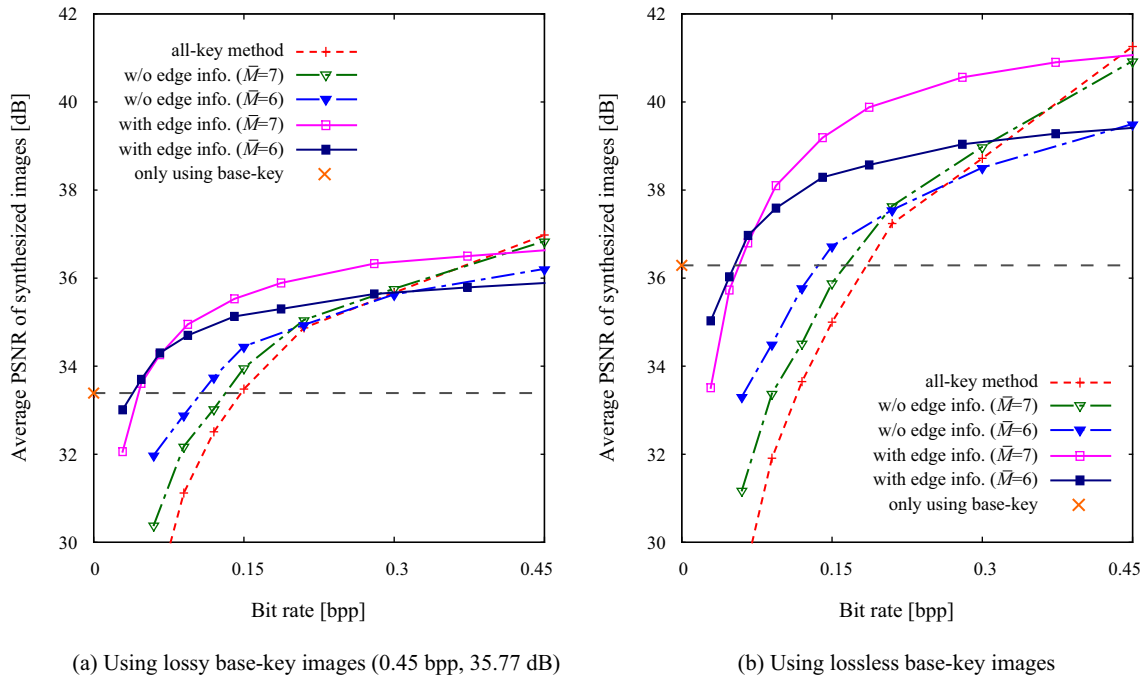 42
40
38
36
34
32
30
0
0.15
0.3
0.45
Average PSNR of synthesized images [dB]
Bit rate [bpp]
all-key method
w/o edge info. (M̄=7)
w/o edge info. (M̄=6)
with edge info. (M̄=7)
with edge info. (M̄=6)
only using base-key
(a) Using lossy base-key images (0.45 bpp, 35.77 dB)
42
40
38
36
34
32
30
0
0.15
0.3
0.45
Average PSNR of synthesized images [dB]
Bit rate [bpp]
all-key method
w/o edge info. (M̄=7)
w/o edge info. (M̄=6)
with edge info. (M̄=7)
with edge info. (M̄=6)
only using base-key
(b) Using lossless base-key images